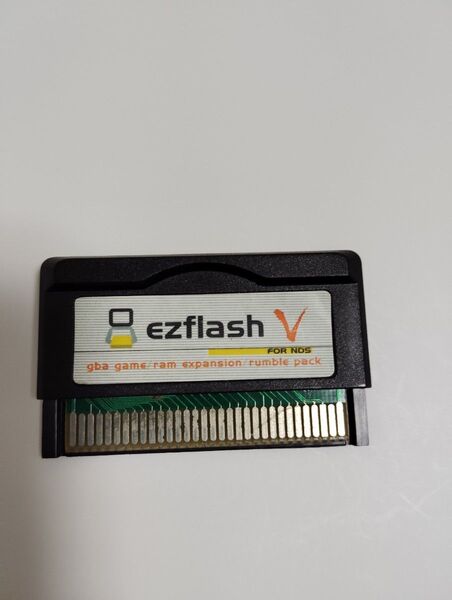 ezflash V
FOR NDS
gba game/ram expansion/rumble pack